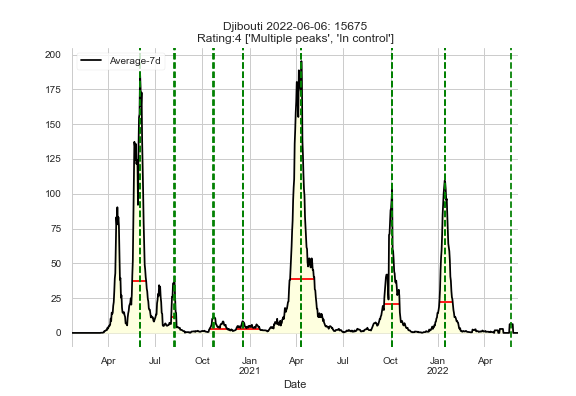 Djibouti 2022-06-06: 15675
Rating:4 ['Multiple peaks', 'In control']
Average-7d
200
175
150
125
100
75
50
25
0
Apr Jul Oct Jan Apr Jul Oct Jan Apr
2021 2022
Date